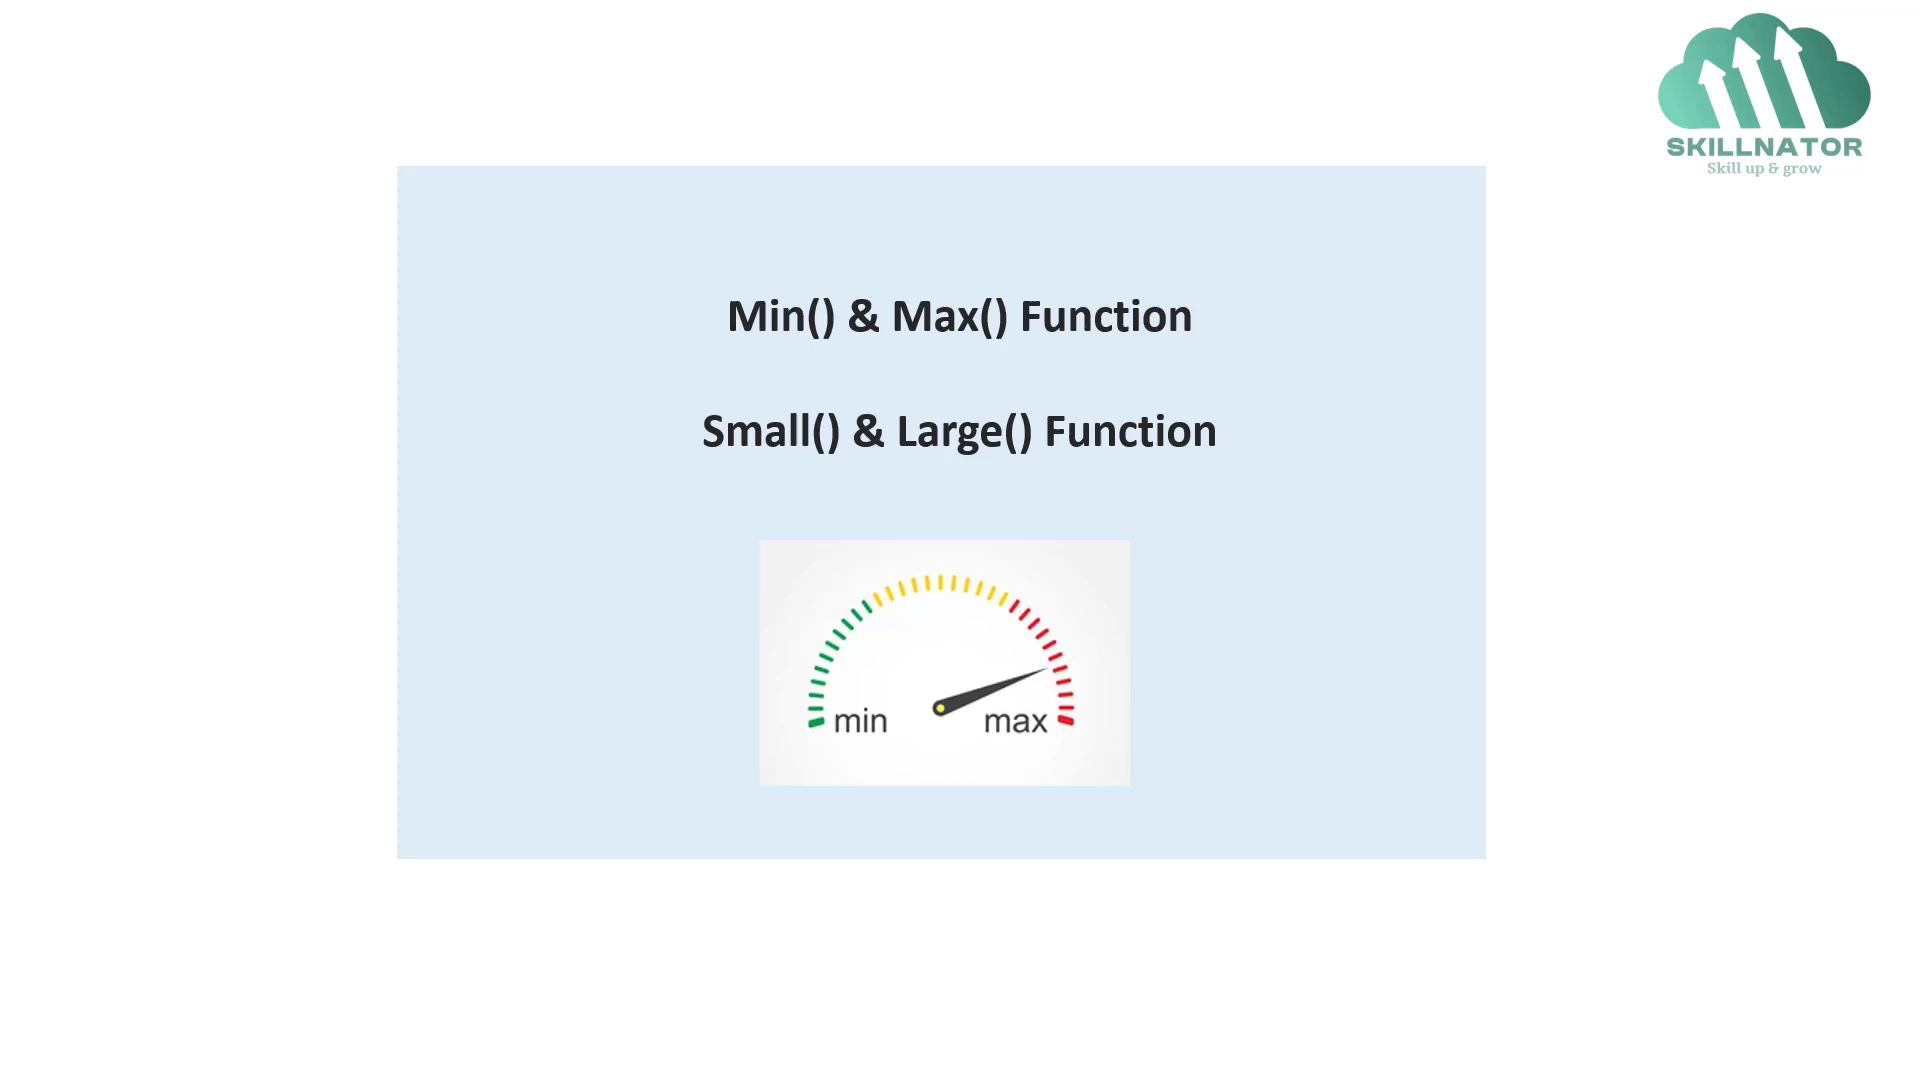 SKILLNATOR
Skill up & grow
Min() & Max() Function
Small() & Large() Function
min max